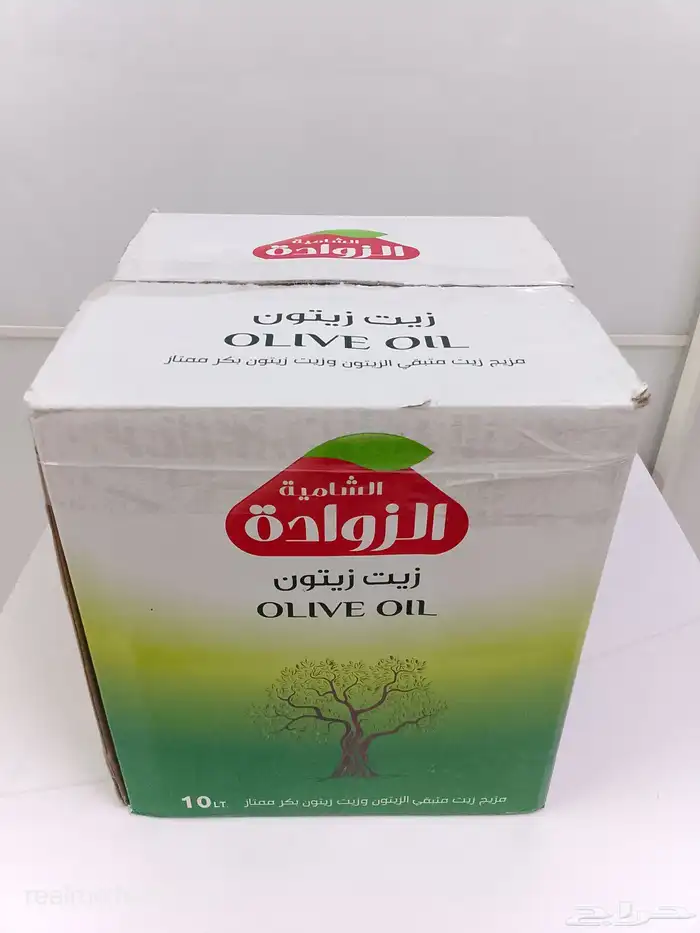 الشامية
الزوادة
زيت زيتون
OLIVE OIL
مزيج زيت متبقي الزيتون وزيت زيتون بكر ممتاز
الشامية
الزوادة
زيت زيتون
OLIVE OIL
10 LT. مزيج زيت متبقي الزيتون وزيت زيتون بكر ممتاز
حراج